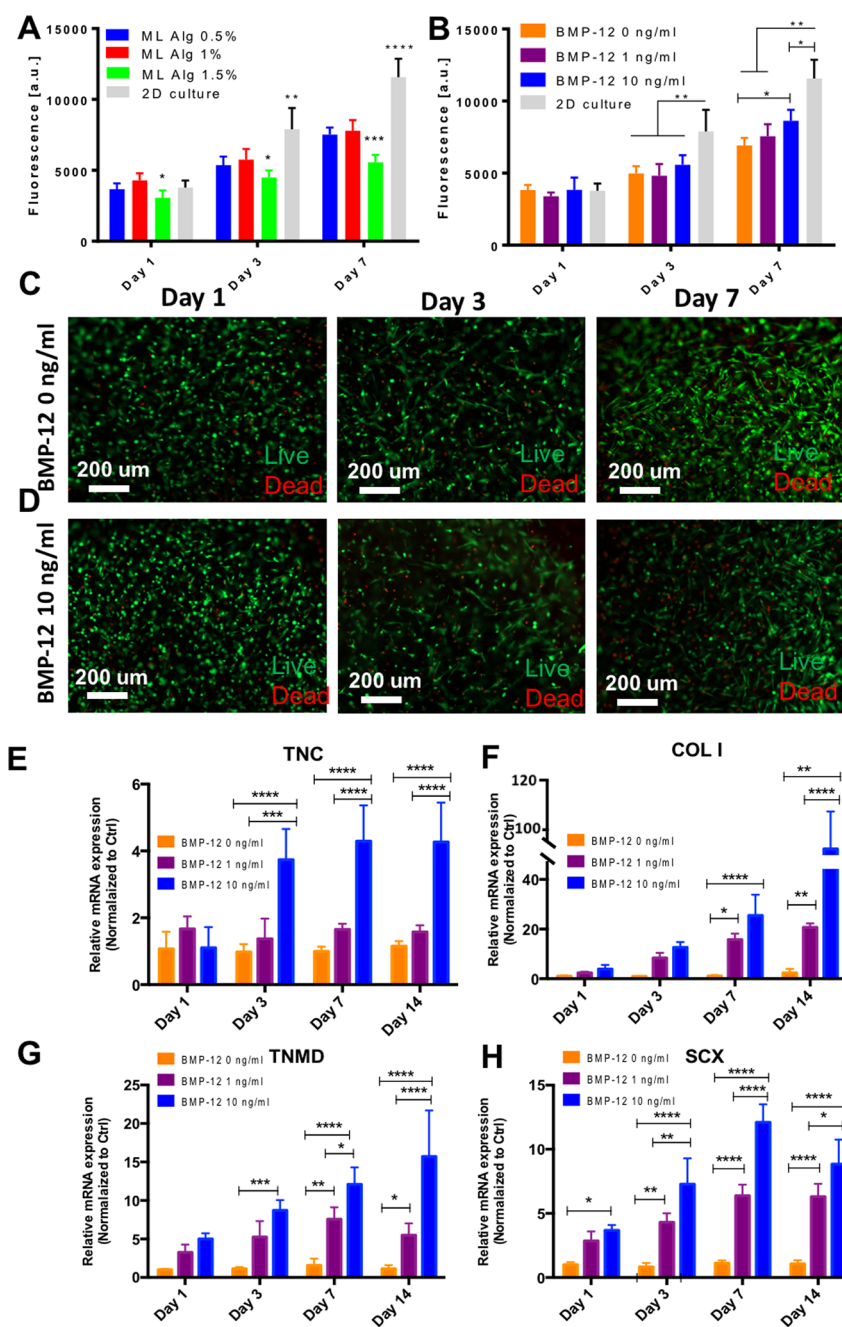 A
15000
10000
5000
0
Fluorescence [a.u.]
ML Alg 0.5%
ML Alg 1%
ML Alg 1.5%
2D culture
*
*
**
***
****
Day 1
Day 3
Day 7
B
15000
10000
5000
0
Fluorescence [a.u.]
BMP-12 0 ng/ml
BMP-12 1 ng/ml
BMP-12 10 ng/ml
2D culture
**
**
*
*
Day 1
Day 3
Day 7
C
Day 1
Day 3
Day 7
BMP-12 0 ng/ml
200 um
Live
Dead
200 um
Live
Dead
200 um
Live
Dead
D
BMP-12 10 ng/ml
200 um
Live
Dead
200 um
Live
Dead
200 um
Live
Dead
E
TNC
Relative mRNA expression
(Normalaized to Ctrl)
6
4
2
0
BMP-12 0 ng/ml
BMP-12 1 ng/ml
BMP-12 10 ng/ml
****
***
****
****
****
****
Day 1
Day 3
Day 7
Day 14
F
COL I
Relative mRNA expression
(Normalaized to Ctrl)
120
100
40
20
0
BMP-12 0 ng/ml
BMP-12 1 ng/ml
BMP-12 10 ng/ml
****
*
**
****
**
Day 1
Day 3
Day 7
Day 14
G
TNMD
Relative mRNA expression
(Normalaized to Ctrl)
25
20
15
10
5
0
BMP-12 0 ng/ml
BMP-12 1 ng/ml
BMP-12 10 ng/ml
***
****
*
**
****
****
*
Day 1
Day 3
Day 7
Day 14
H
SCX
Relative mRNA expression
(Normalaized to Ctrl)
15
10
5
0
BMP-12 0 ng/ml
BMP-12 1 ng/ml
BMP-12 10 ng/ml
*
****
**
**
****
****
****
****
*
****
Day 1
Day 3
Day 7
Day 14